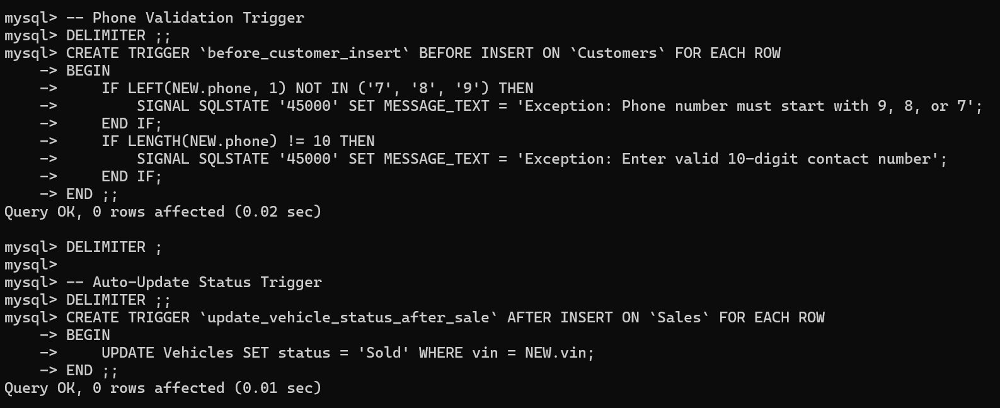 mysql> -- Phone Validation Trigger
mysql> DELIMITER ;;
mysql> CREATE TRIGGER `before_customer_insert` BEFORE INSERT ON `Customers` FOR EACH ROW
    -> BEGIN
    ->     IF LEFT(NEW.phone, 1) NOT IN ('7', '8', '9') THEN
    ->         SIGNAL SQLSTATE '45000' SET MESSAGE_TEXT = 'Exception: Phone number must start with 9, 8, or 7';
    ->     END IF;
    ->     IF LENGTH(NEW.phone) != 10 THEN
    ->         SIGNAL SQLSTATE '45000' SET MESSAGE_TEXT = 'Exception: Enter valid 10-digit contact number';
    ->     END IF;
    -> END ;;
Query OK, 0 rows affected (0.02 sec)

mysql> DELIMITER ;
mysql>
mysql> -- Auto-Update Status Trigger
mysql> DELIMITER ;;
mysql> CREATE TRIGGER `update_vehicle_status_after_sale` AFTER INSERT ON `Sales` FOR EACH ROW
    -> BEGIN
    ->     UPDATE Vehicles SET status = 'Sold' WHERE vin = NEW.vin;
    -> END ;;
Query OK, 0 rows affected (0.01 sec)